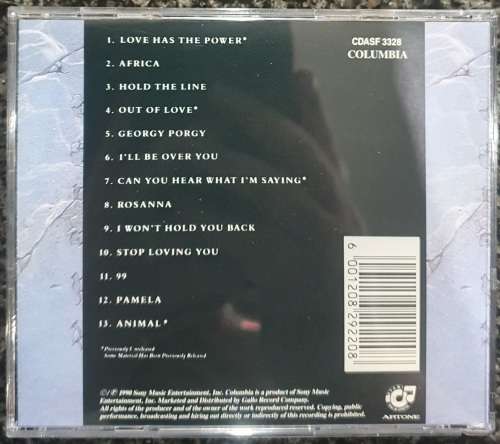 1. LOVE HAS THE POWER*
2. AFRICA
3. HOLD THE LINE
4. OUT OF LOVE*
5. GEORGY PORGY
6. I'LL BE OVER YOU
7. CAN YOU HEAR WHAT I'M SAYING*
8. ROSANNA
9. I WON'T HOLD YOU BACK
10. STOP LOVING YOU
11. 99
12. PAMELA
13. ANIMAL*
*Previously Unreleased
Some Material Has Been Previously Released
CDASF 3328
COLUMBIA
6 001208 292208
©/℗ 1990 Sony Music Entertainment, Inc. Columbia is a product of Sony Music
Entertainment, Inc. Marketed and Distributed by Gallo Record Company.
All rights of the producer and of the owner of the work reproduced reserved. Copying, public
performance, broadcasting and hiring out directly or indirectly of this recording is prohibited.
ARTONE